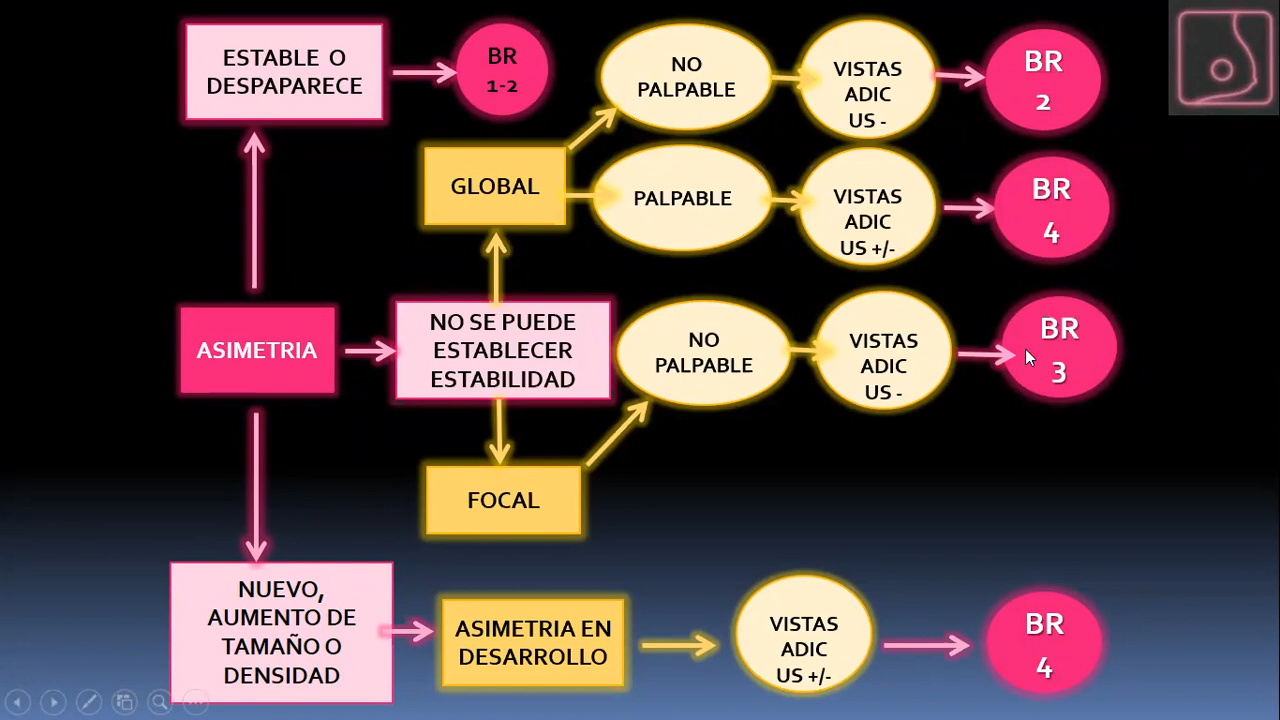 ESTABLE O
DESPAPARECE
BR
1-2
NO
PALPABLE
VISTAS
ADIC
US -
BR
2
GLOBAL
PALPABLE
VISTAS
ADIC
US +/-
BR
4
ASIMETRIA
NO SE PUEDE
ESTABLECER
ESTABILIDAD
NO
PALPABLE
VISTAS
ADIC
US -
BR
3
FOCAL
NUEVO,
AUMENTO DE
TAMAÑO O
DENSIDAD
ASIMETRIA EN
DESARROLLO
VISTAS
ADIC
US +/-
BR
4